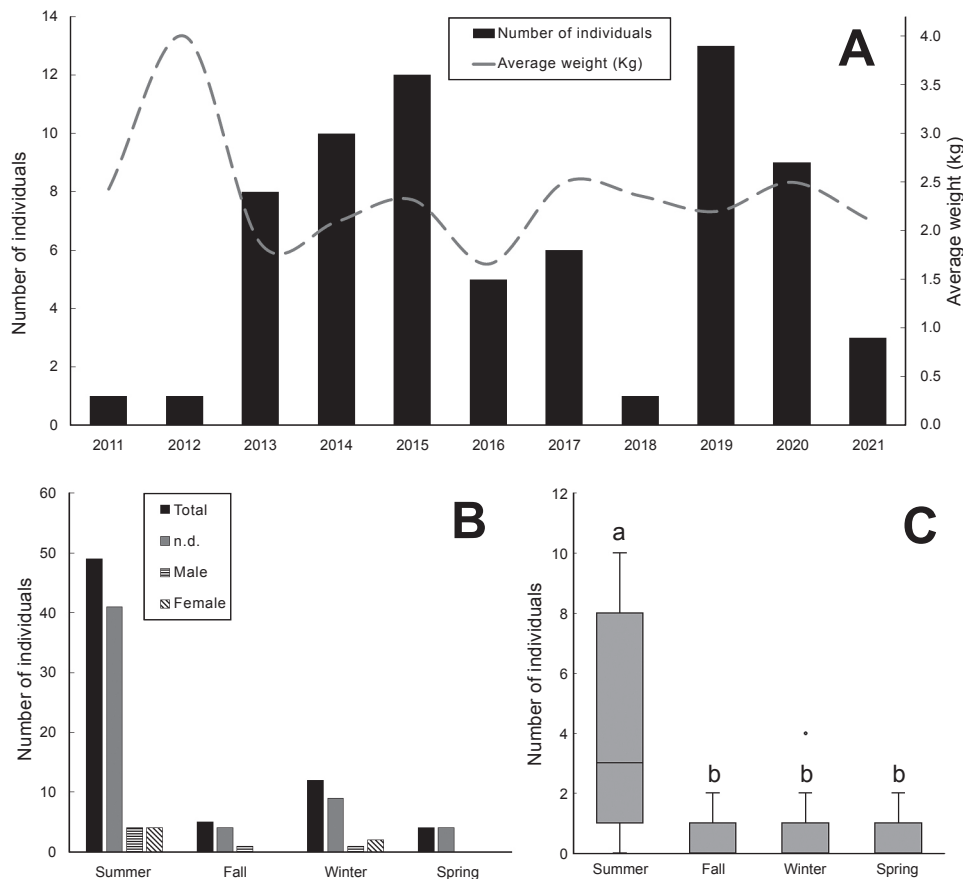 14
12
10
8
6
4
2
0
Number of individuals
Number of individuals
Average weight (Kg)
A
4.0
3.5
3.0
2.5
2.0
1.5
1.0
0.5
0.0
Average weight (kg)
2011 2012 2013 2014 2015 2016 2017 2018 2019 2020 2021
60
50
40
30
20
10
0
Number of individuals
Total
n.d.
Male
Female
B
Summer Fall Winter Spring
12
10
8
6
4
2
0
Number of individuals
C
a
b b b
Summer Fall Winter Spring